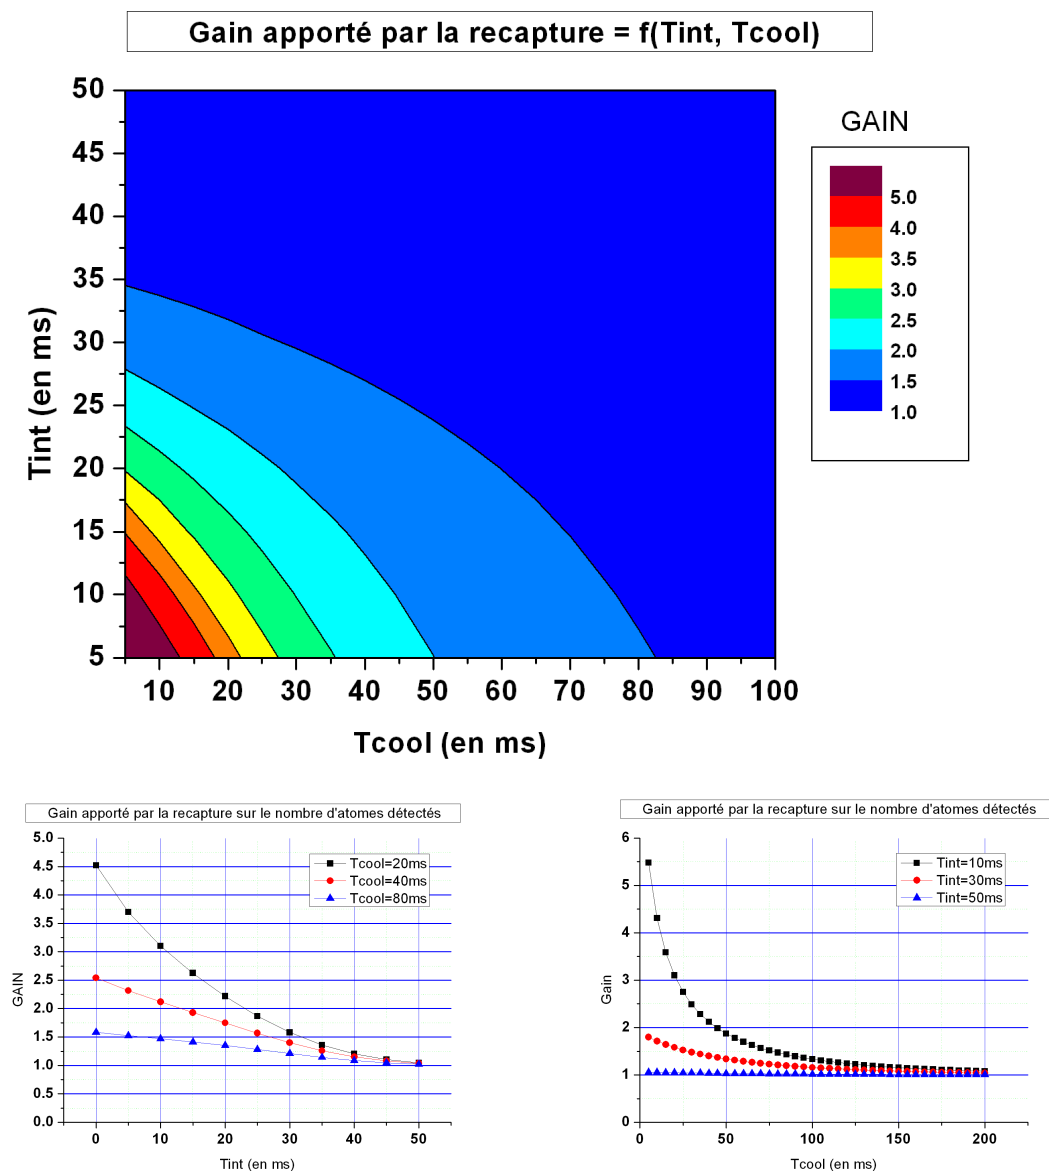 Gain apporté par la recapture = f(Tint, Tcool)
50
45
40
35
30
25
20
15
10
5
Tint (en ms)
10 20 30 40 50 60 70 80 90 100
Tcool (en ms)
GAIN
5.0
4.0
3.5
3.0
2.5
2.0
1.5
1.0
Gain apporté par la recapture sur le nombre d'atomes détectés
5.0
4.5
4.0
3.5
3.0
2.5
2.0
1.5
1.0
0.5
0.0
GAIN
Tcool=20ms
Tcool=40ms
Tcool=80ms
0 10 20 30 40 50
Tint (en ms)
Gain apporté par la recapture sur le nombre d'atomes détectés
6
5
4
3
2
1
0
Gain
Tint=10ms
Tint=30ms
Tint=50ms
0 50 100 150 200
Tcool (en ms)